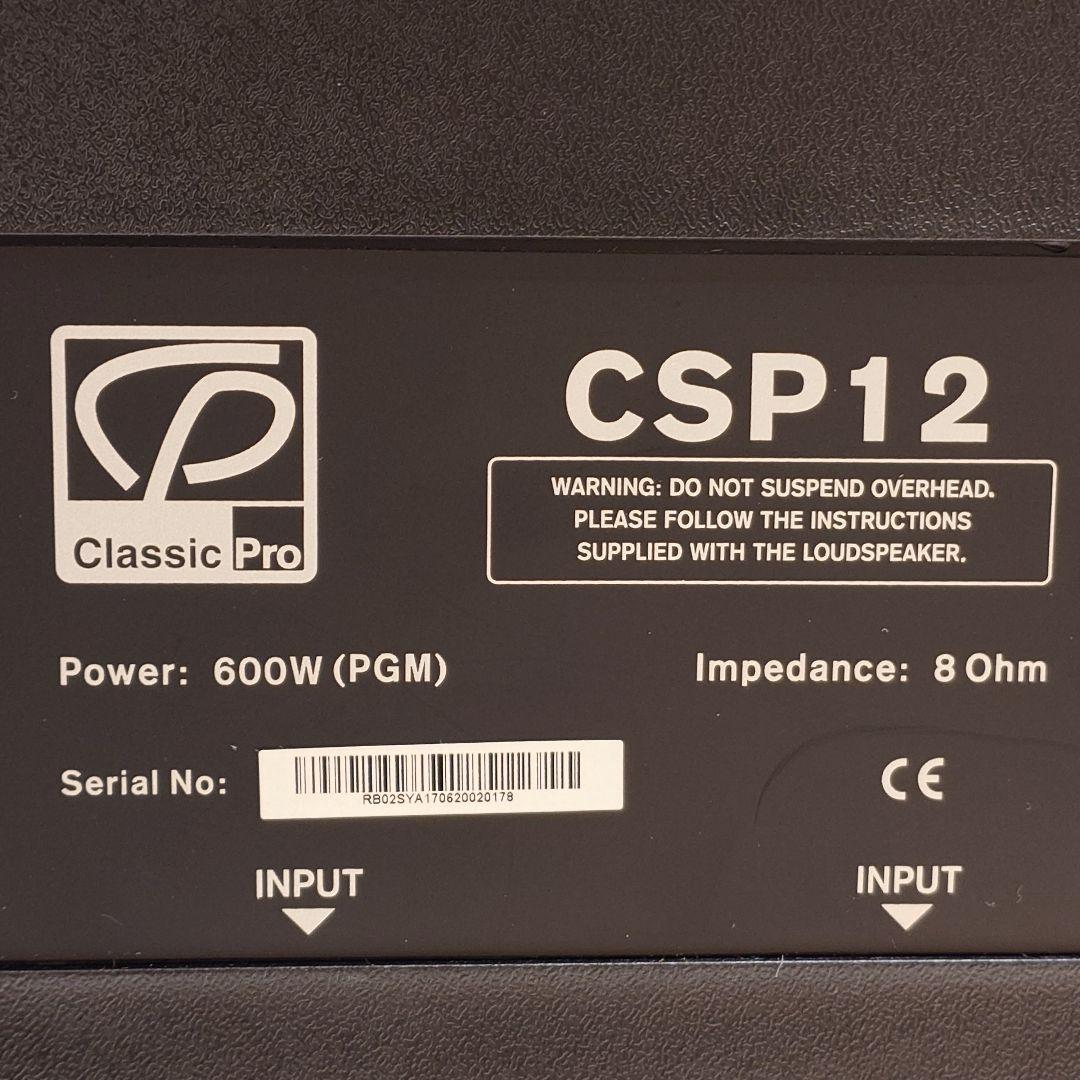 CP
Classic Pro
CSP12
WARNING: DO NOT SUSPEND OVERHEAD.
PLEASE FOLLOW THE INSTRUCTIONS
SUPPLIED WITH THE LOUDSPEAKER.
Power: 600W (PGM)
Impedance: 8 Ohm
Serial No:
RB02SYA170620020178
CE
INPUT
INPUT